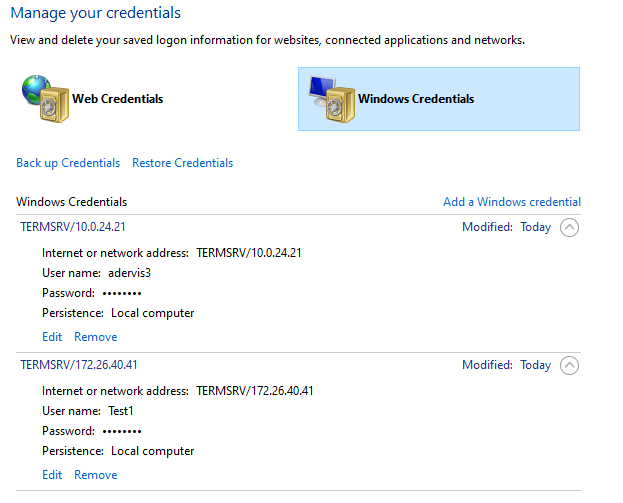 Manage your credentials
View and delete your saved logon information for websites, connected applications and networks.
Web Credentials
Windows Credentials
Back up Credentials Restore Credentials
Windows Credentials Add a Windows credential
TERMSRV/10.0.24.21 Modified: Today
Internet or network address: TERMSRV/10.0.24.21
User name: adervis3
Password: ••••••••
Persistence: Local computer
Edit Remove
TERMSRV/172.26.40.41 Modified: Today
Internet or network address: TERMSRV/172.26.40.41
User name: Test1
Password: ••••••••
Persistence: Local computer
Edit Remove